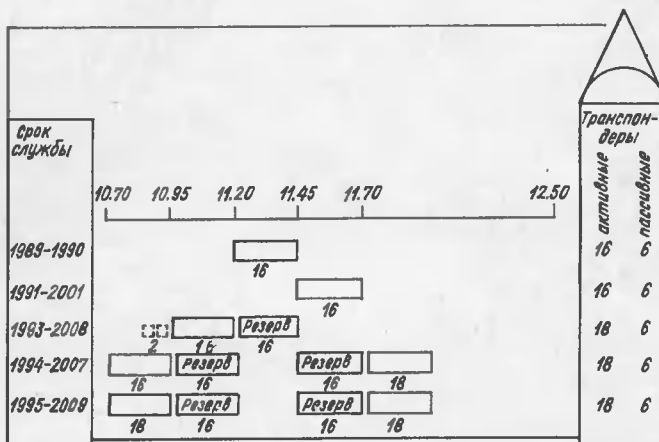 Срок
службы
Транспон-
деры
активные
пассивные
10.70 10.95 11.20 11.45 11.70 12.50
1989-1990 16 16 6
1991-2001 16 16 6
1993-2008 2 16 Резерв 16 18 6
1994-2007 16 Резерв 16 Резерв 16 18 18 6
1995-2009 18 Резерв 16 Резерв 16 18 18 6